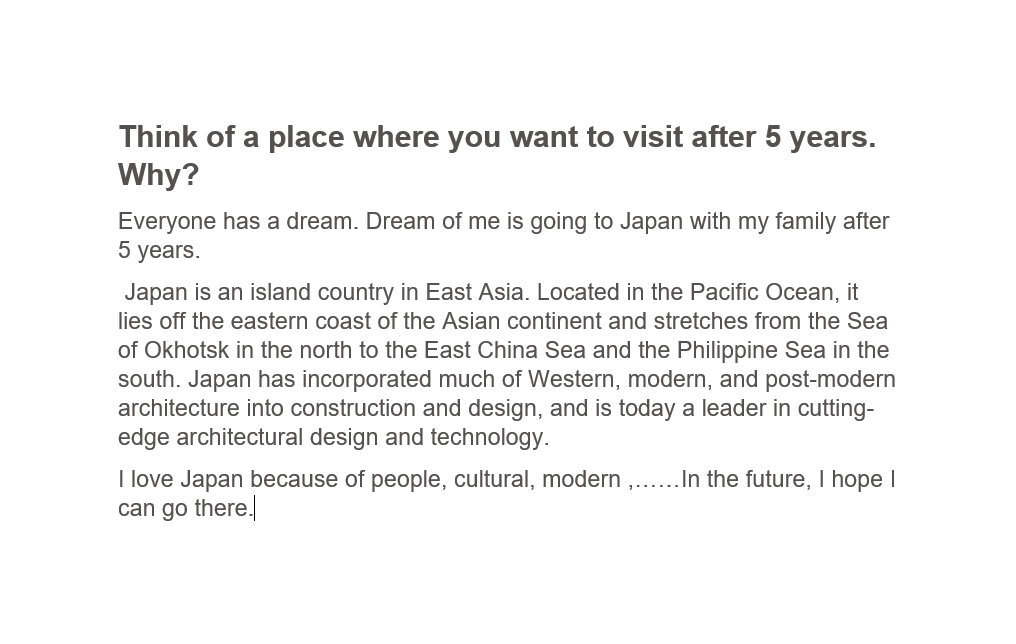 Think of a place where you want to visit after 5 years.
Why?
Everyone has a dream. Dream of me is going to Japan with my family after
5 years.
Japan is an island country in East Asia. Located in the Pacific Ocean, it
lies off the eastern coast of the Asian continent and stretches from the Sea
of Okhotsk in the north to the East China Sea and the Philippine Sea in the
south. Japan has incorporated much of Western, modern, and post-modern
architecture into construction and design, and is today a leader in cutting-
edge architectural design and technology.
I love Japan because of people, cultural, modern ,……In the future, I hope I
can go there.